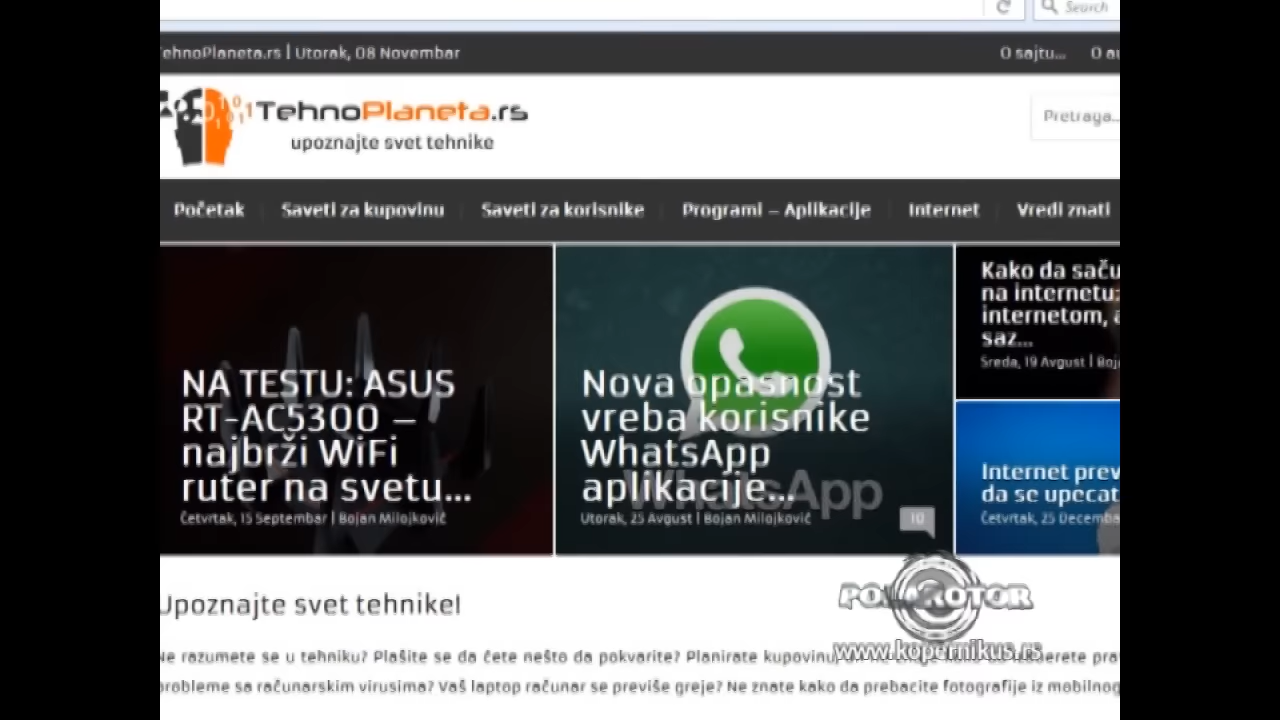 Search
TehnoPlaneta.rs | Utorak, 08 Novembar
O sajtu...
TehnoPlaneta.rs
upoznajte svet tehnike
Pretraga...
Početak
Saveti za kupovinu
Saveti za korisnike
Programi – Aplikacije
Internet
Vredi znati
NA TESTU: ASUS
RT-AC5300 –
najbrži WiFi
ruter na svetu...
Četvrtak, 15 Septembar | Bojan Milojković
Nova opasnost
vreba korisnike
WhatsApp
aplikacije...
WhatsApp
Utorak, 25 Avgust | Bojan Milojković
10
Kako da saču
na internetu:
internetom, a
saz...
Sreda, 19 Avgust | Boj
Internet prev
da se upecat
Četvrtak, 25 Decemba
Upoznajte svet tehnike!
Ne razumete se u tehniku? Plašite se da ćete nešto da pokvarite? Planirate kupovinu
probleme sa računarskim virusima? Vaš laptop računar se previše greje? Ne znate kako da prebacite fotografije iz mobilnog
www.kopernikus.rs